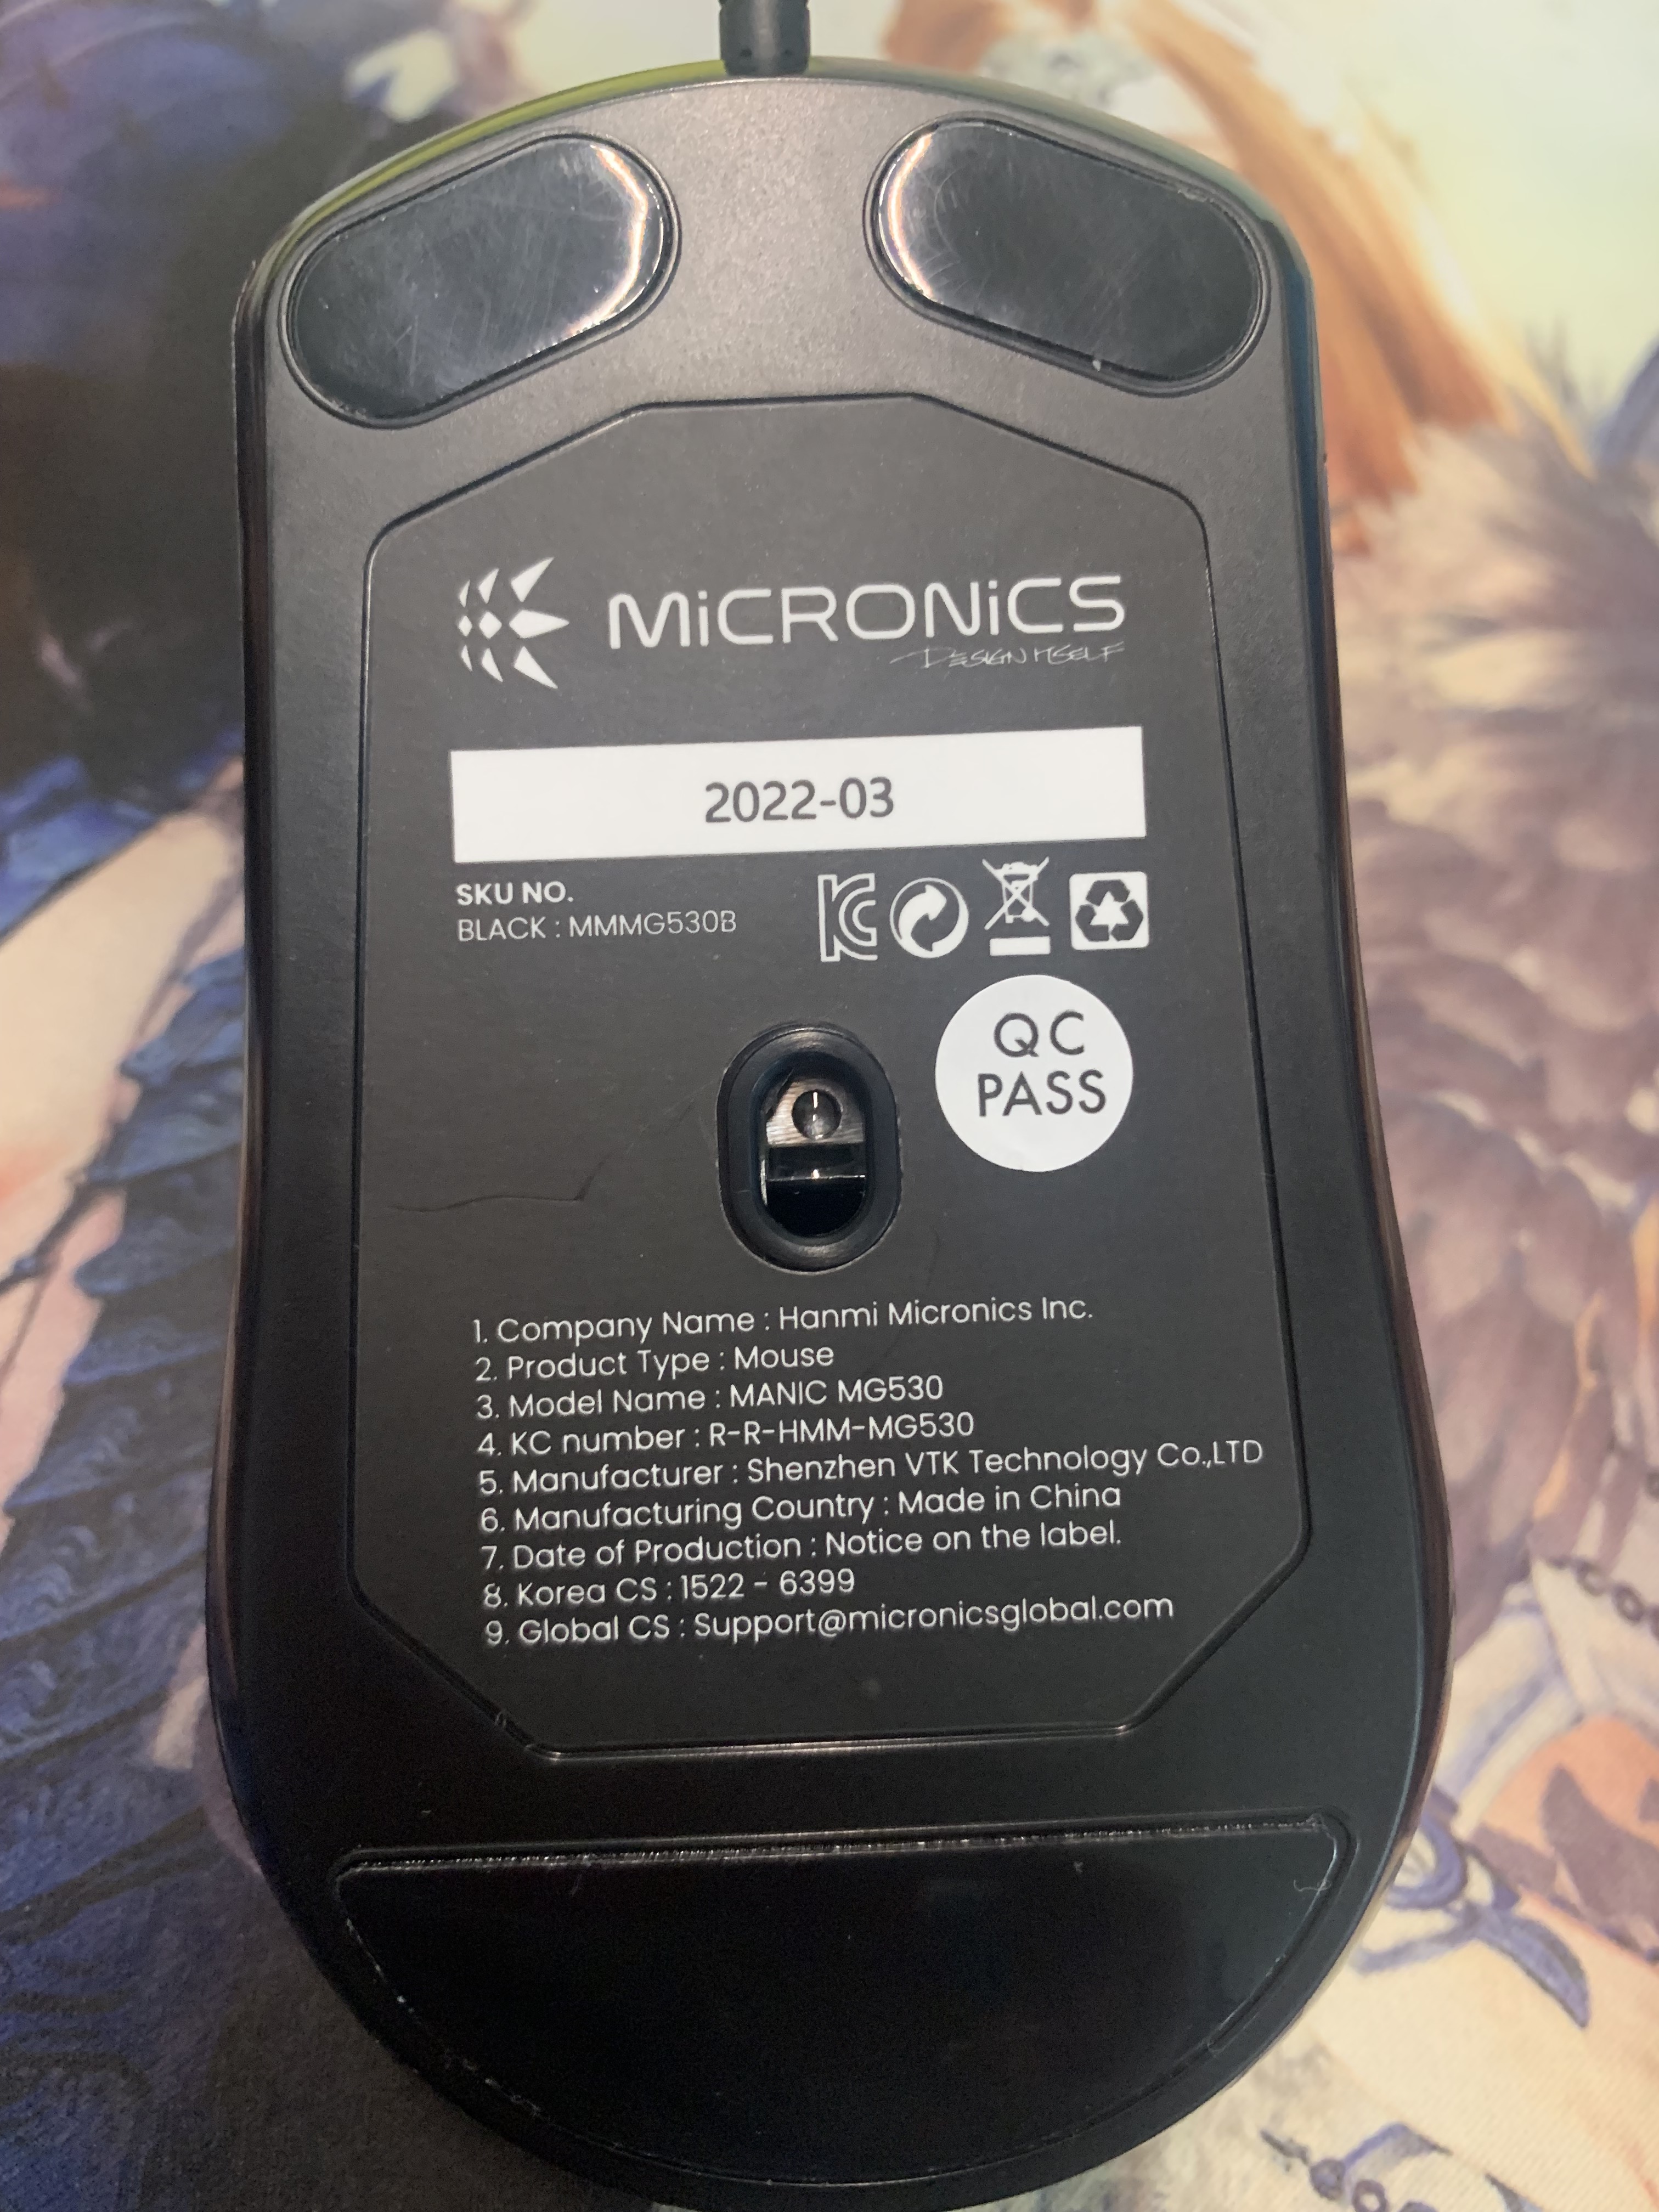 MiCRONiCS
DESIGN ITSELF
2022-03
SKU NO.
BLACK : MMMG530B
QC
PASS
1. Company Name : Hanmi Micronics Inc.
2. Product Type : Mouse
3. Model Name : MANIC MG530
4. KC number : R-R-HMM-MG530
5. Manufacturer : Shenzhen VTK Technology Co.,LTD
6. Manufacturing Country : Made in China
7. Date of Production : Notice on the label.
8. Korea CS : 1522 - 6399
9. Global CS : Support@micronicsglobal.com